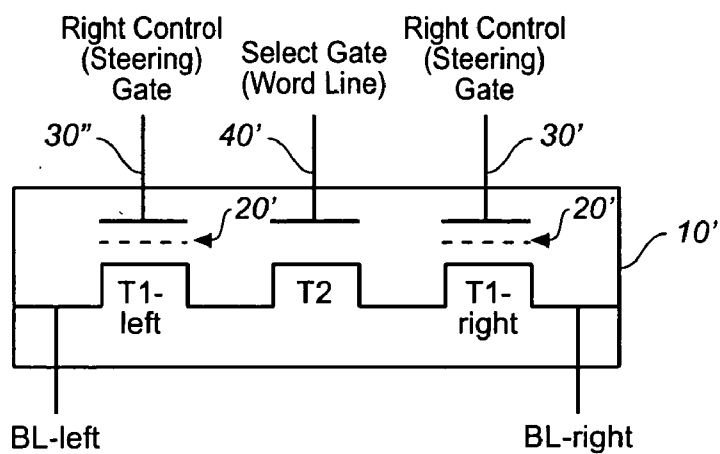 Right Control
(Steering)
Gate
Select Gate
(Word Line)
Right Control
(Steering)
Gate
30"
40'
30'
20'
20'
10'
T1-
left
T2
T1-
right
BL-left
BL-right